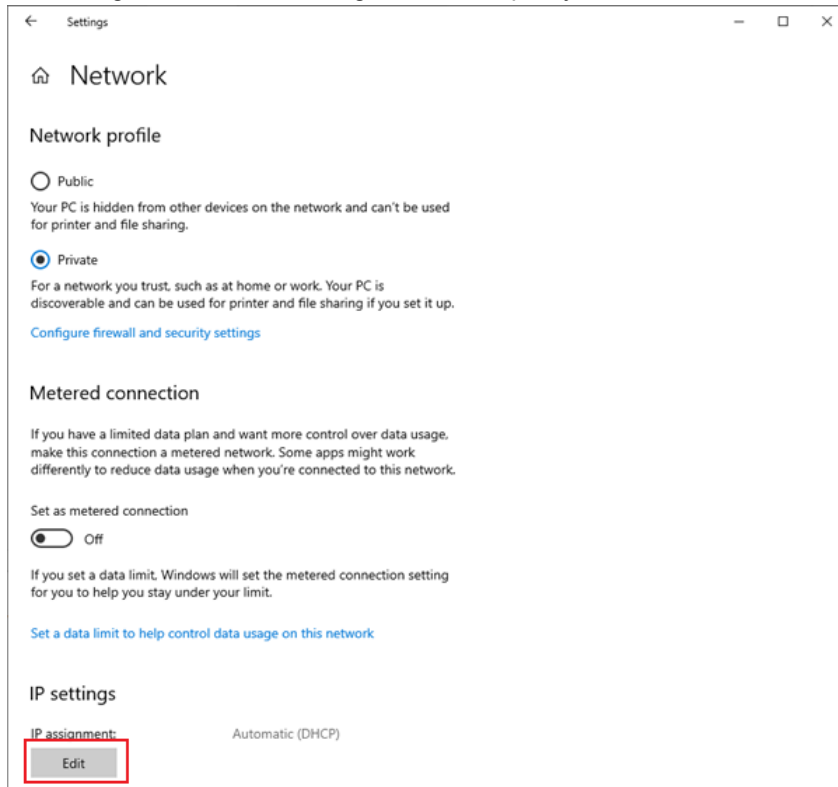 Settings
Network
Network profile
Public
Your PC is hidden from other devices on the network and can't be used
for printer and file sharing.
Private
For a network you trust, such as at home or work. Your PC is
discoverable and can be used for printer and file sharing if you set it up.
Configure firewall and security settings
Metered connection
If you have a limited data plan and want more control over data usage,
make this connection a metered network. Some apps might work
differently to reduce data usage when you're connected to this network.
Set as metered connection
Off
If you set a data limit, Windows will set the metered connection setting
for you to help you stay under your limit.
Set a data limit to help control data usage on this network
IP settings
IP assignment: Automatic (DHCP)
Edit